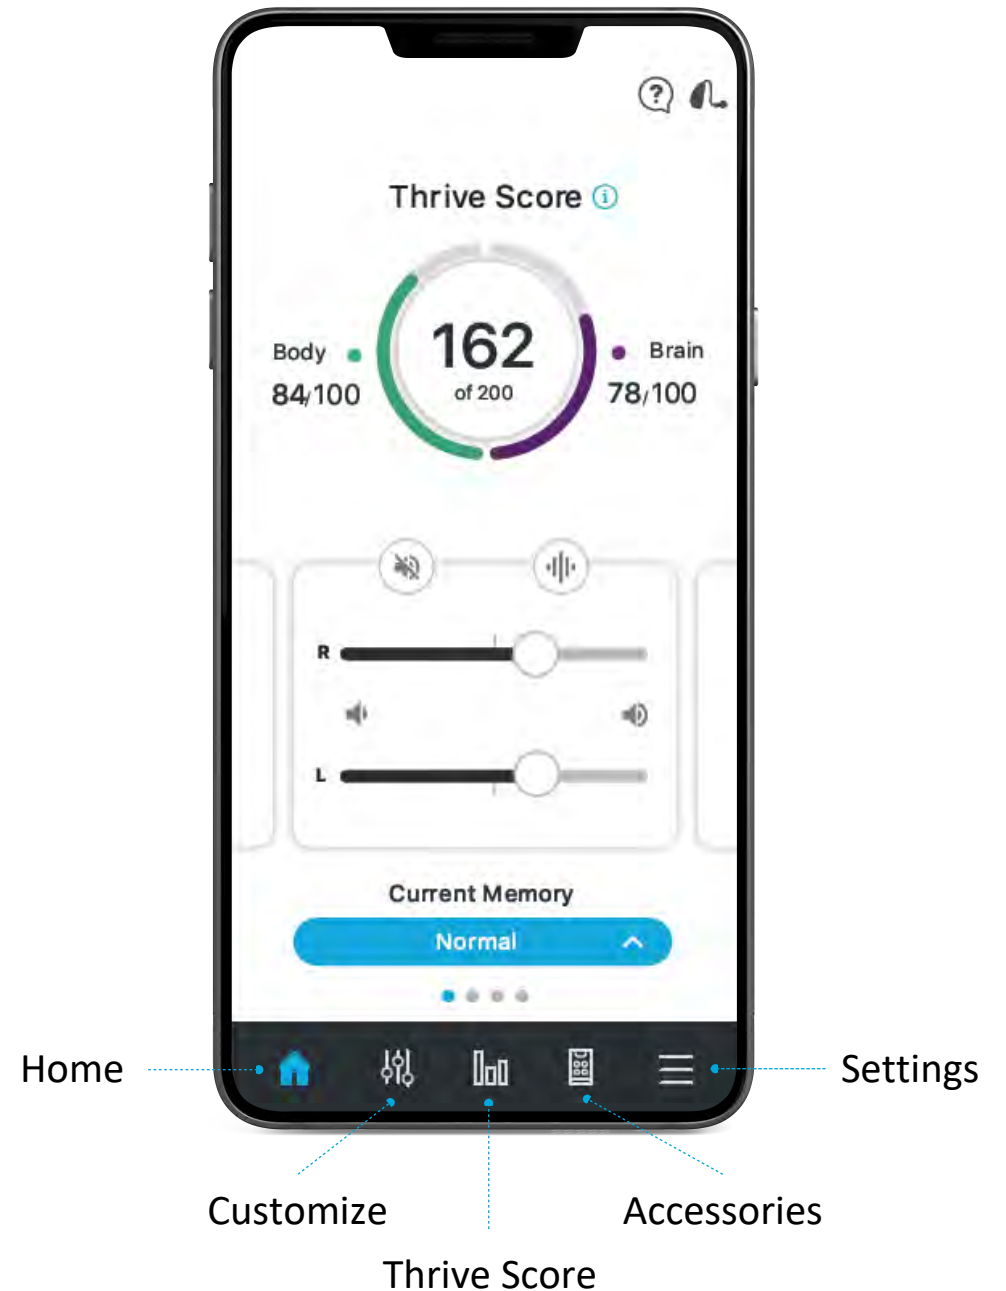 ?
Thrive Score i
162
of 200
Body
84/100
Brain
78/100
R
L
Current Memory
Normal
Home
Settings
Customize
Accessories
Thrive Score